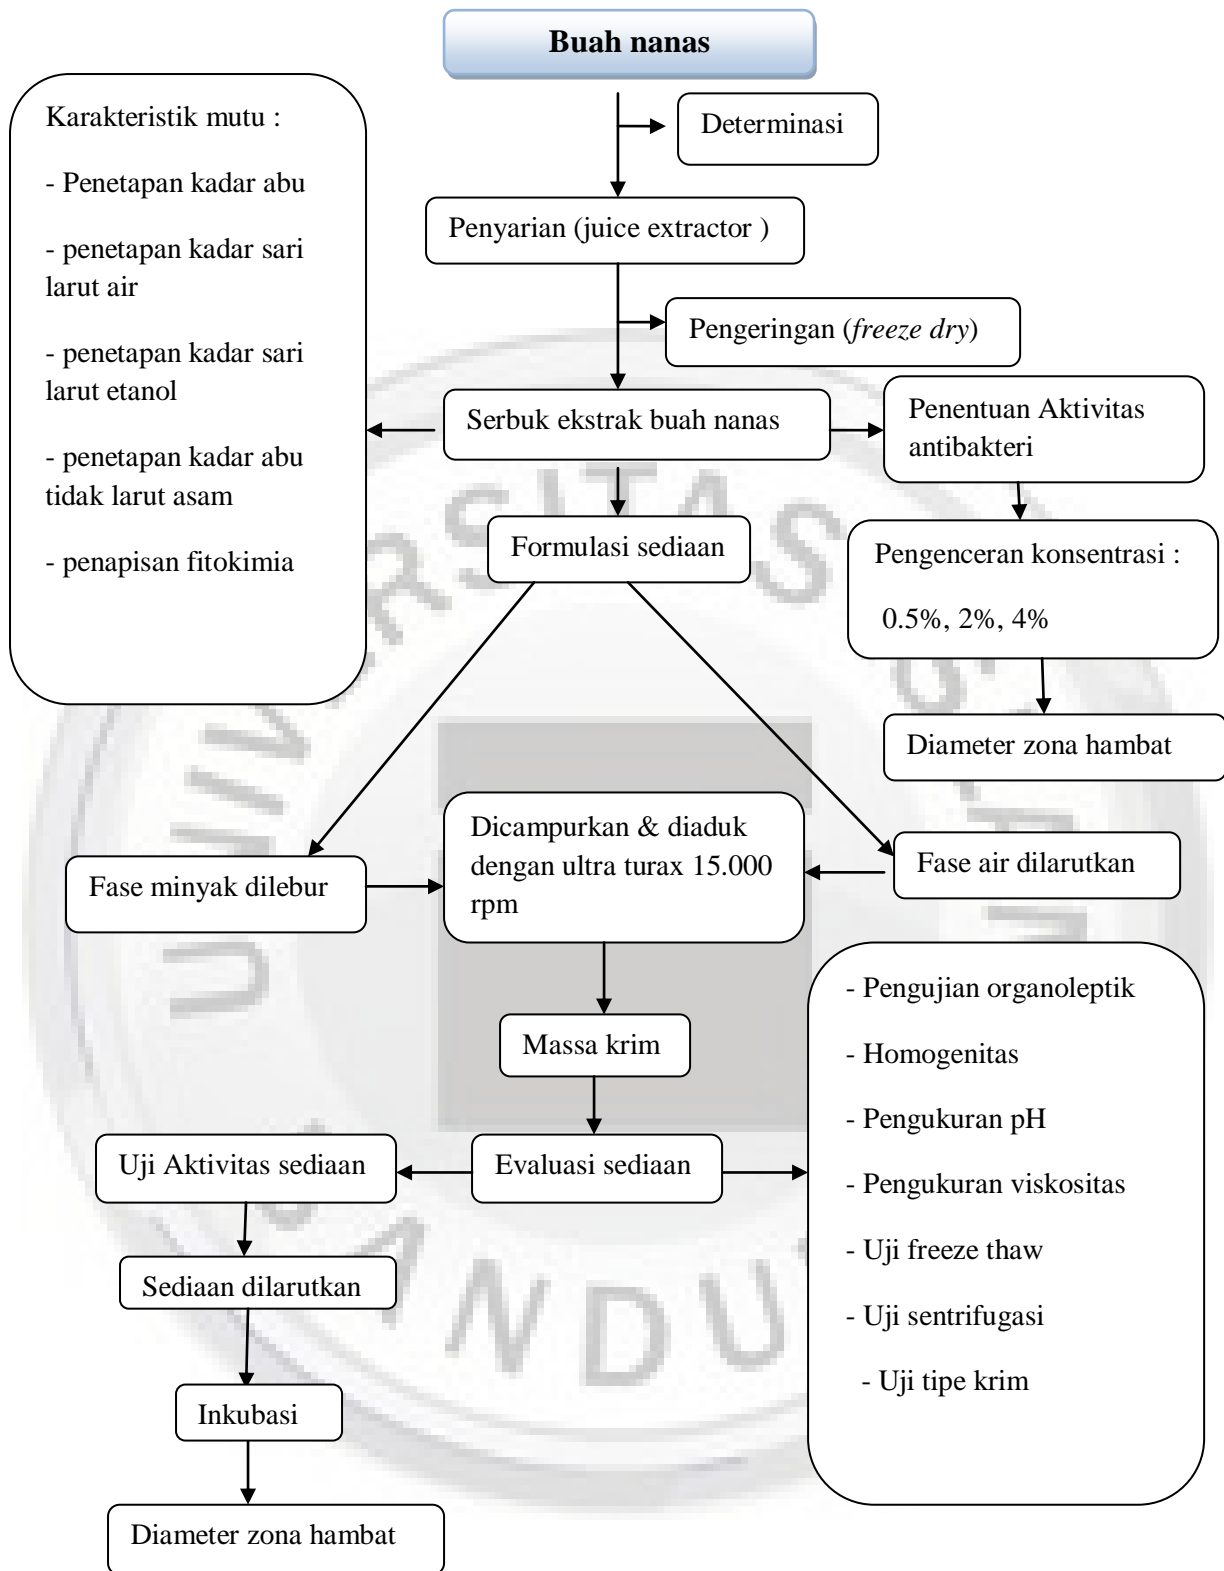 Buah nanas
Karakteristik mutu :
- Penetapan kadar abu
- penetapan kadar sari
larut air
- penetapan kadar sari
larut etanol
- penetapan kadar abu
tidak larut asam
- penapisan fitokimia
Determinasi
Penyarian (juice extractor )
Pengeringan (freeze dry)
Serbuk ekstrak buah nanas
Penentuan Aktivitas
antibakteri
Formulasi sediaan
Pengenceran konsentrasi :
0.5%, 2%, 4%
Diameter zona hambat
Dicampurkan & diaduk
dengan ultra turax 15.000
rpm
Fase minyak dilebur
Fase air dilarutkan
Massa krim
Evaluasi sediaan
Uji Aktivitas sediaan
- Pengujian organoleptik
- Homogenitas
- Pengukuran pH
- Pengukuran viskositas
- Uji freeze thaw
- Uji sentrifugasi
- Uji tipe krim
Sediaan dilarutkan
Inkubasi
Diameter zona hambat